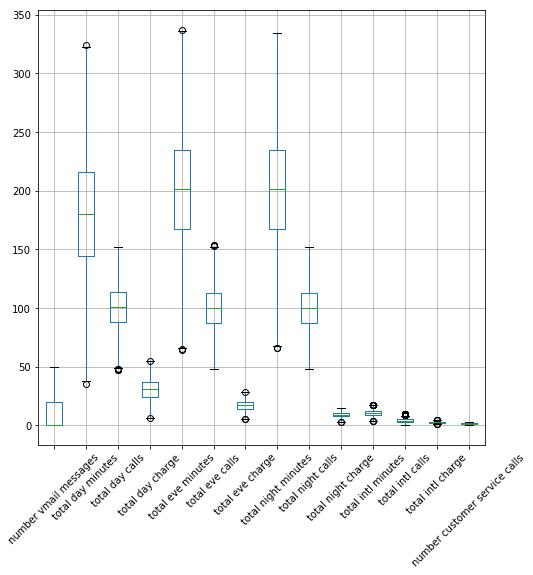 350
300
250
200
150
100
50
0
number vmail messages
total day minutes
total day calls
total day charge
total eve minutes
total eve calls
total eve charge
total night minutes
total night calls
total night charge
total intl minutes
total intl calls
total intl charge
number customer service calls